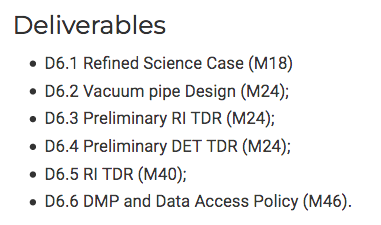 Deliverables
• D6.1 Refined Science Case (M18)
• D6.2 Vacuum pipe Design (M24);
• D6.3 Preliminary RI TDR (M24);
• D6.4 Preliminary DET TDR (M24);
• D6.5 RI TDR (M40);
• D6.6 DMP and Data Access Policy (M46).